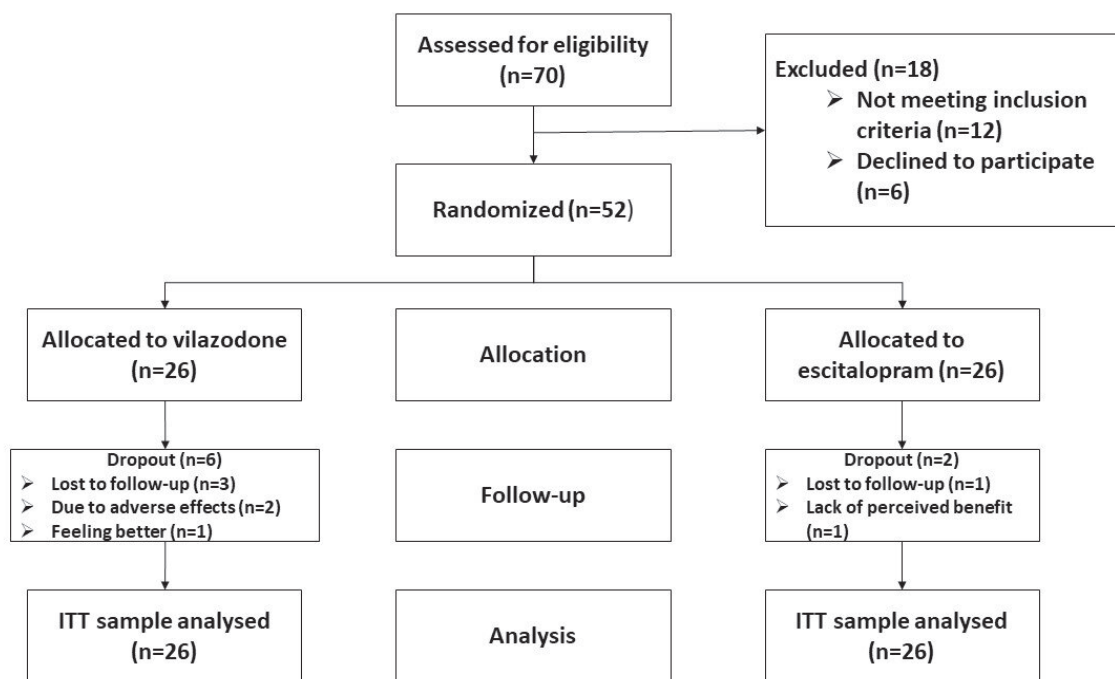 Assessed for eligibility
(n=70)
Excluded (n=18)
➢ Not meeting inclusion
criteria (n=12)
➢ Declined to participate
(n=6)
Randomized (n=52)
Allocated to vilazodone
(n=26)
Allocation
Allocated to
escitalopram (n=26)
Dropout (n=6)
➢ Lost to follow-up (n=3)
➢ Due to adverse effects (n=2)
➢ Feeling better (n=1)
Follow-up
Dropout (n=2)
➢ Lost to follow-up (n=1)
➢ Lack of perceived benefit
(n=1)
ITT sample analysed
(n=26)
Analysis
ITT sample analysed
(n=26)